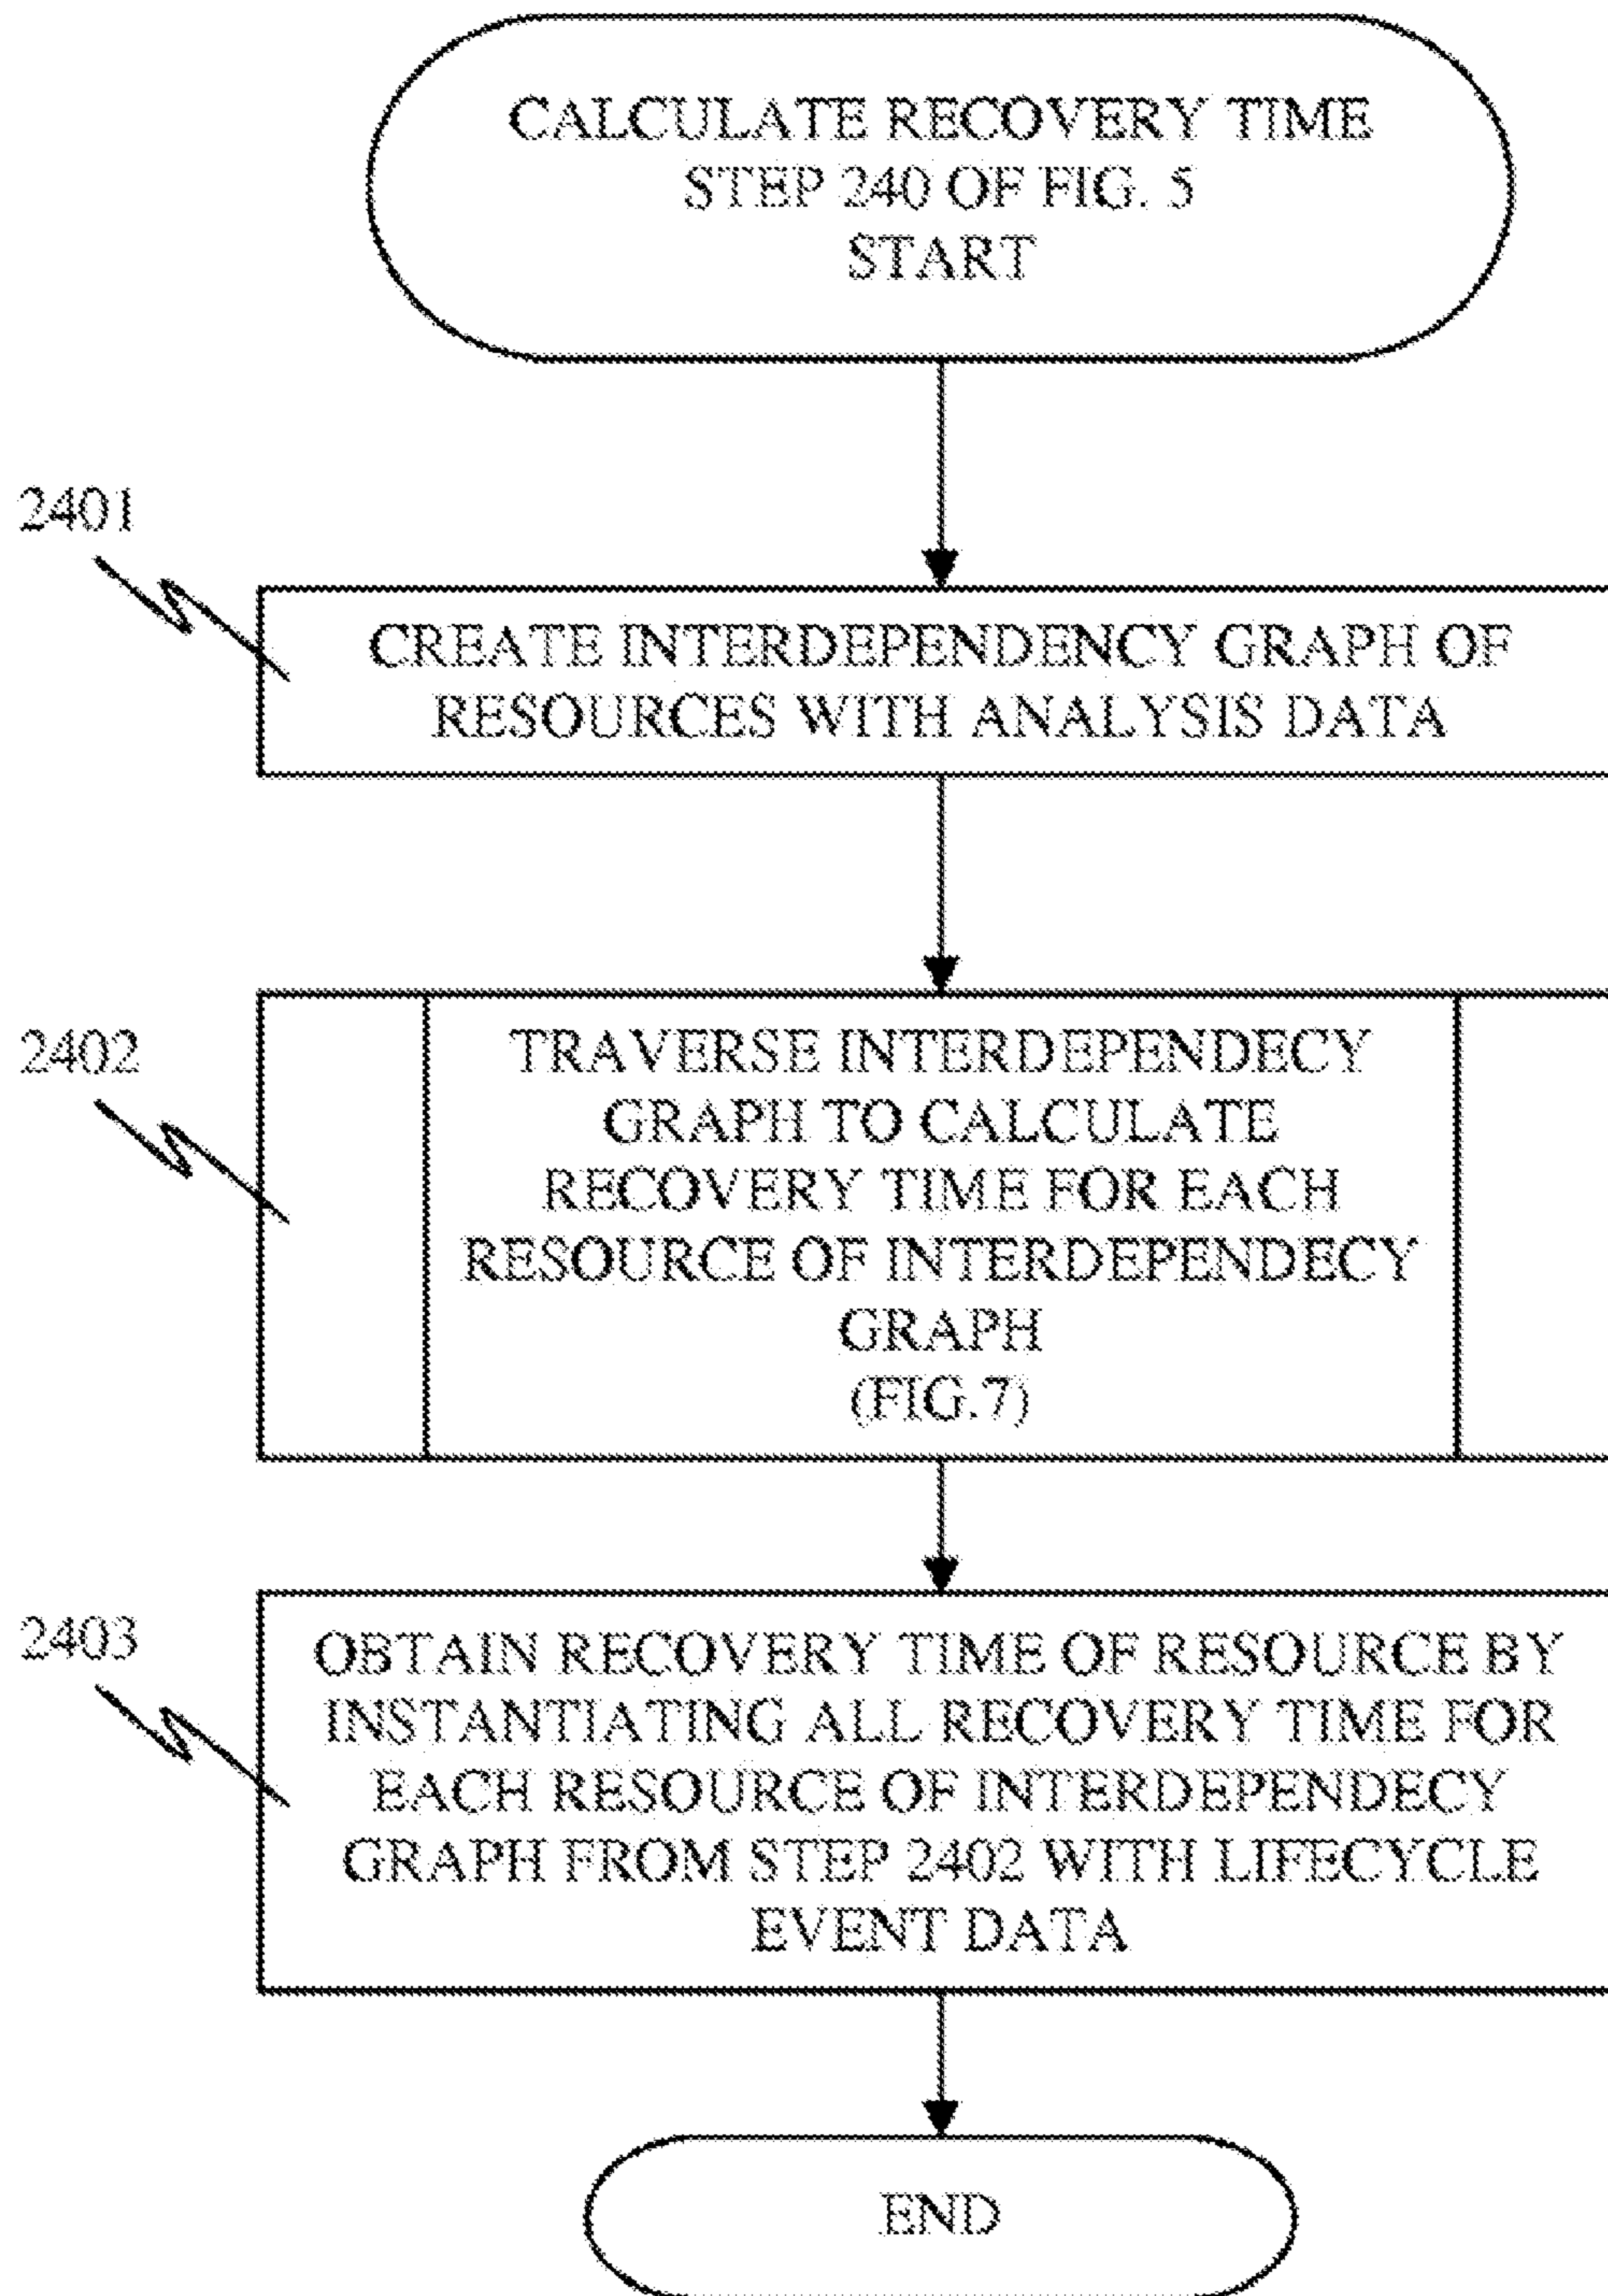 CALCULATE RECOVERY TIME
STEP 240 OF FIG. 5
START
2401
CREATE INTERDEPENDENCY GRAPH OF
RESOURCES WITH ANALYSIS DATA
2402
TRAVERSE INTERDEPENDECY
GRAPH TO CALCULATE
RECOVERY TIME FOR EACH
RESOURCE OF INTERDEPENDECY
GRAPH
(FIG.7)
2403
OBTAIN RECOVERY TIME OF RESOURCE BY
INSTANTIATING ALL RECOVERY TIME FOR
EACH RESOURCE OF INTERDEPENDECY
GRAPH FROM STEP 2402 WITH LIFECYCLE
EVENT DATA
END